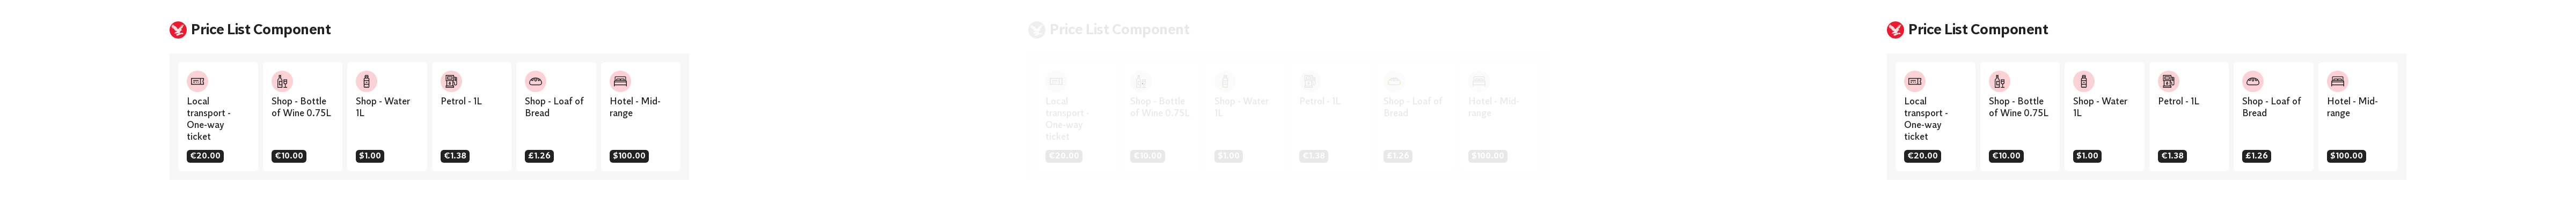 Price List Component
Local
transport -
One-way
ticket
€20.00
Shop - Bottle
of Wine 0.75L
€10.00
Shop - Water
1L
$1.00
Petrol - 1L
€1.38
Shop - Loaf of
Bread
£1.26
Hotel - Mid-
range
$100.00
Price List Component
Local
transport -
One-way
ticket
€20.00
Shop - Bottle
of Wine 0.75L
€10.00
Shop - Water
1L
$1.00
Petrol - 1L
€1.38
Shop - Loaf of
Bread
£1.26
Hotel - Mid-
range
$100.00
Price List Component
Local
transport -
One-way
ticket
€20.00
Shop - Bottle
of Wine 0.75L
€10.00
Shop - Water
1L
$1.00
Petrol - 1L
€1.38
Shop - Loaf of
Bread
£1.26
Hotel - Mid-
range
$100.00